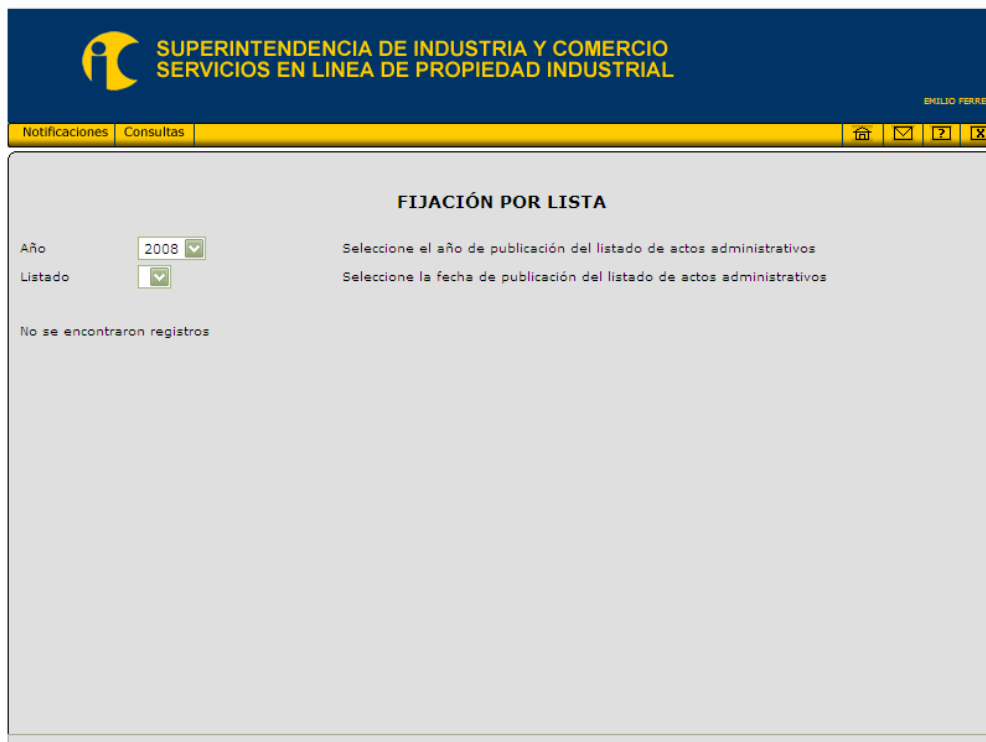 SUPERINTENDENCIA DE INDUSTRIA Y COMERCIO
SERVICIOS EN LINEA DE PROPIEDAD INDUSTRIAL
EMILIO FERRE
Notificaciones Consultas
FIJACIÓN POR LISTA
Año 2008 Seleccione el año de publicación del listado de actos administrativos
Listado Seleccione la fecha de publicación del listado de actos administrativos
No se encontraron registros